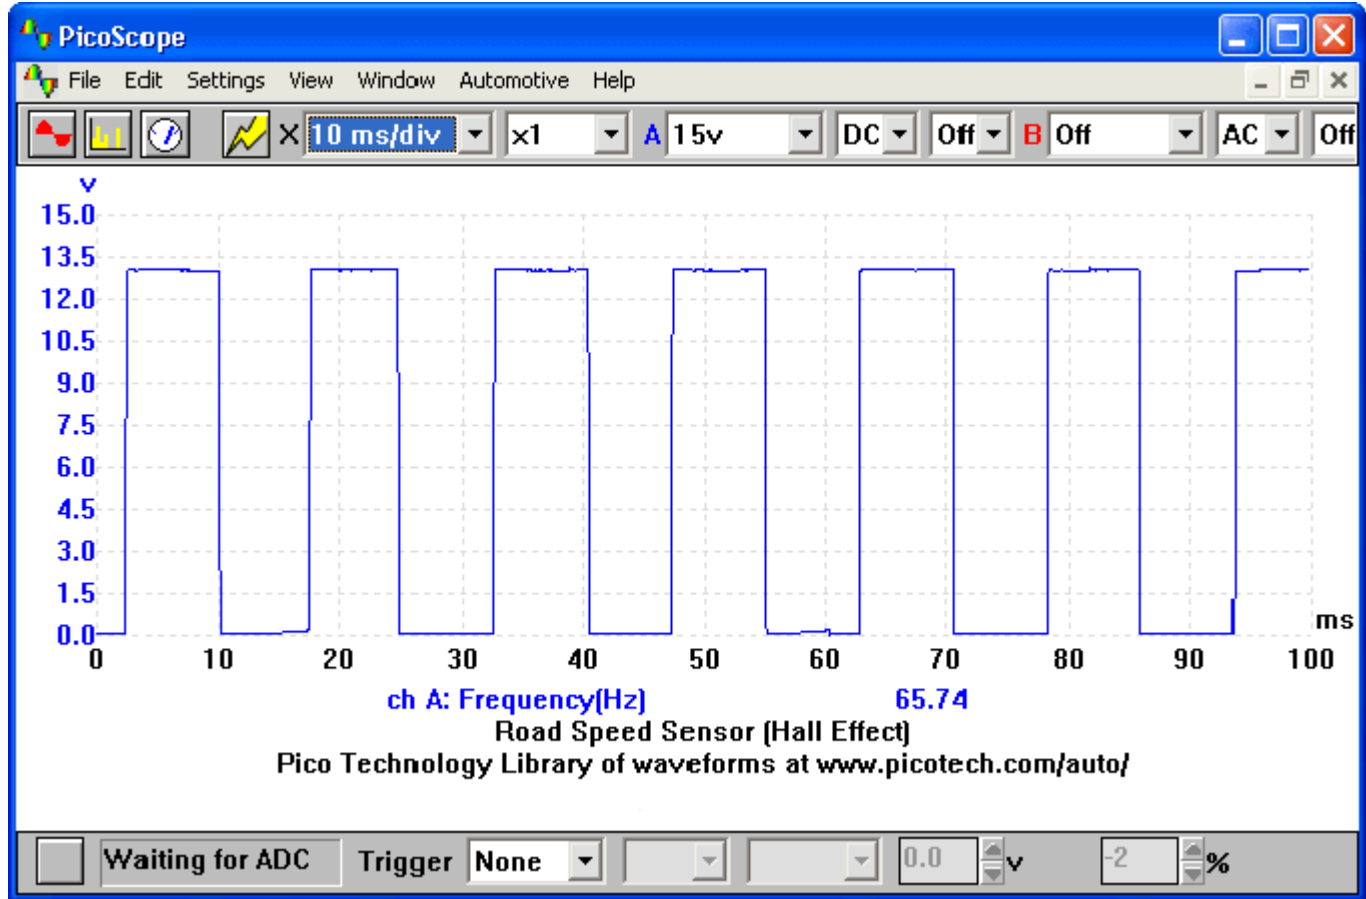 PicoScope
File Edit Settings View Window Automotive Help
X 10 ms/div x1 A 15v DC Off B Off AC Off
v
15.0
13.5
12.0
10.5
9.0
7.5
6.0
4.5
3.0
1.5
0.0
ms
0 10 20 30 40 50 60 70 80 90 100
ch A: Frequency(Hz) 65.74
Road Speed Sensor (Hall Effect)
Pico Technology Library of waveforms at www.picotech.com/auto/
Waiting for ADC Trigger None 0.0 v -2 %